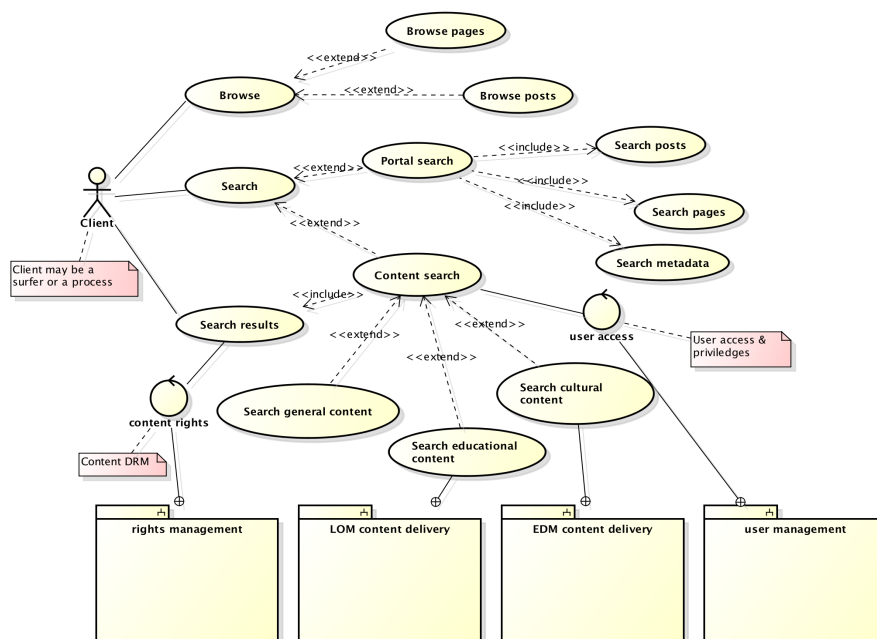 Browse pages
<<extend>>
Browse
<<extend>>
Browse posts
Search posts
<<include>>
Portal search
<<extend>>
Search
<<include>>
Search pages
<<include>>
Client
<<extend>>
Search metadata
Client may be a
surfer or a process
Content search
<<include>>
Search results
<<extend>>
<<extend>>
<<extend>>
user access
User access &
priviledges
Search cultural
content
Search general content
content rights
Search educational
content
Content DRM
rights management
LOM content delivery
EDM content delivery
user management